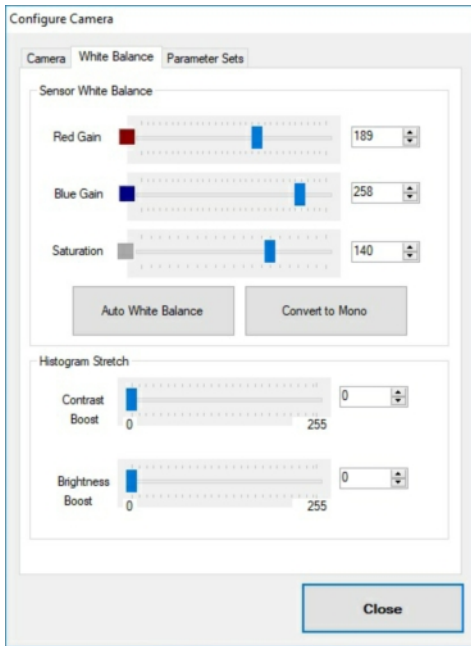 Configure Camera
Camera White Balance Parameter Sets
Sensor White Balance
Red Gain 189
Blue Gain 258
Saturation 140
Auto White Balance Convert to Mono
Histogram Stretch
Contrast 0
Boost 0 255
Brightness 0
Boost 0 255
Close